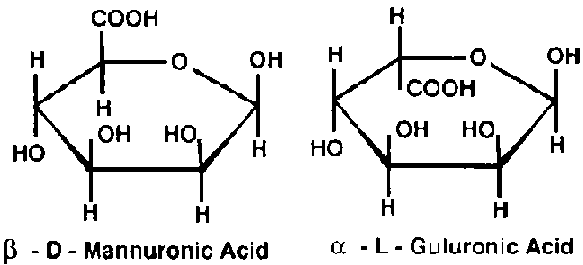 COOH H
H O OH H O OH
H COOH
OH HO OH HO
HO H HO H
H H H H
β - D - Mannuronic Acid α - L - Guluronic Acid